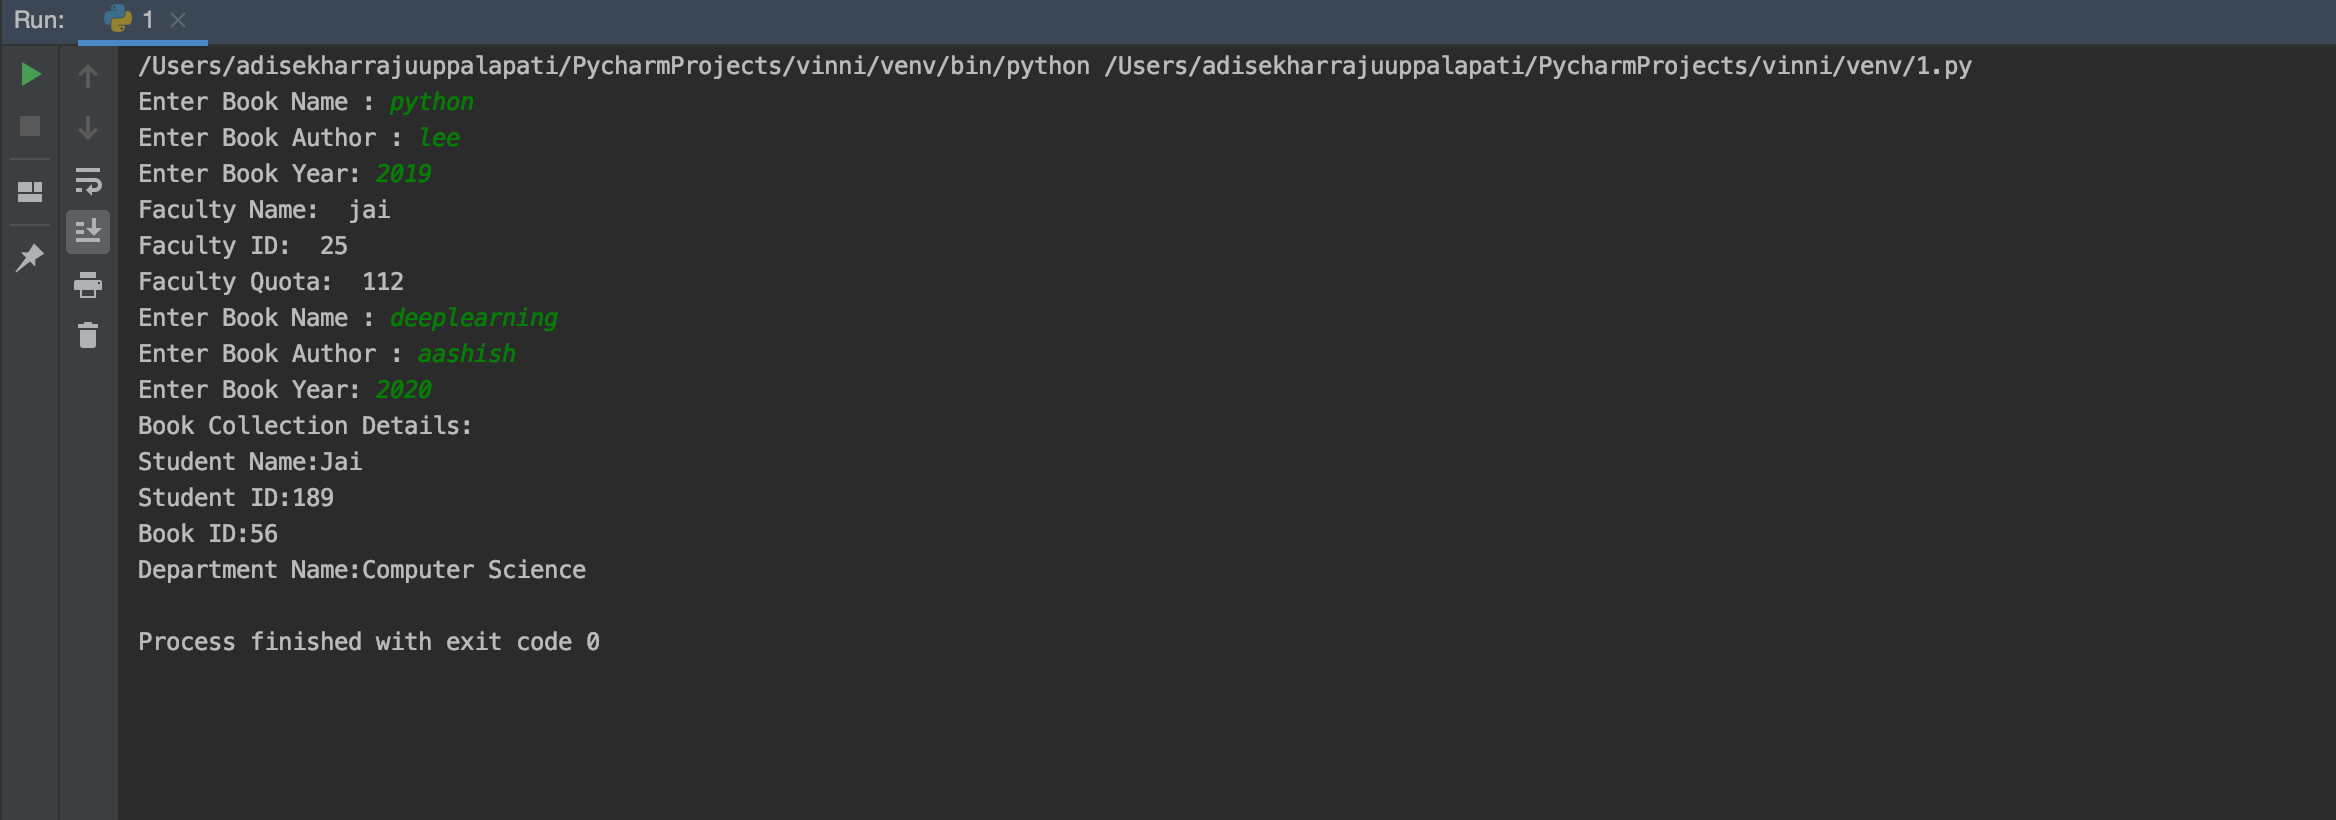 Run: 1
/Users/adisekharrajuuppalapati/PycharmProjects/vinni/venv/bin/python /Users/adisekharrajuuppalapati/PycharmProjects/vinni/venv/1.py
Enter Book Name : python
Enter Book Author : lee
Enter Book Year: 2019
Faculty Name:  jai
Faculty ID:  25
Faculty Quota:  112
Enter Book Name : deeplearning
Enter Book Author : aashish
Enter Book Year: 2020
Book Collection Details:
Student Name:Jai
Student ID:189
Book ID:56
Department Name:Computer Science
Process finished with exit code 0